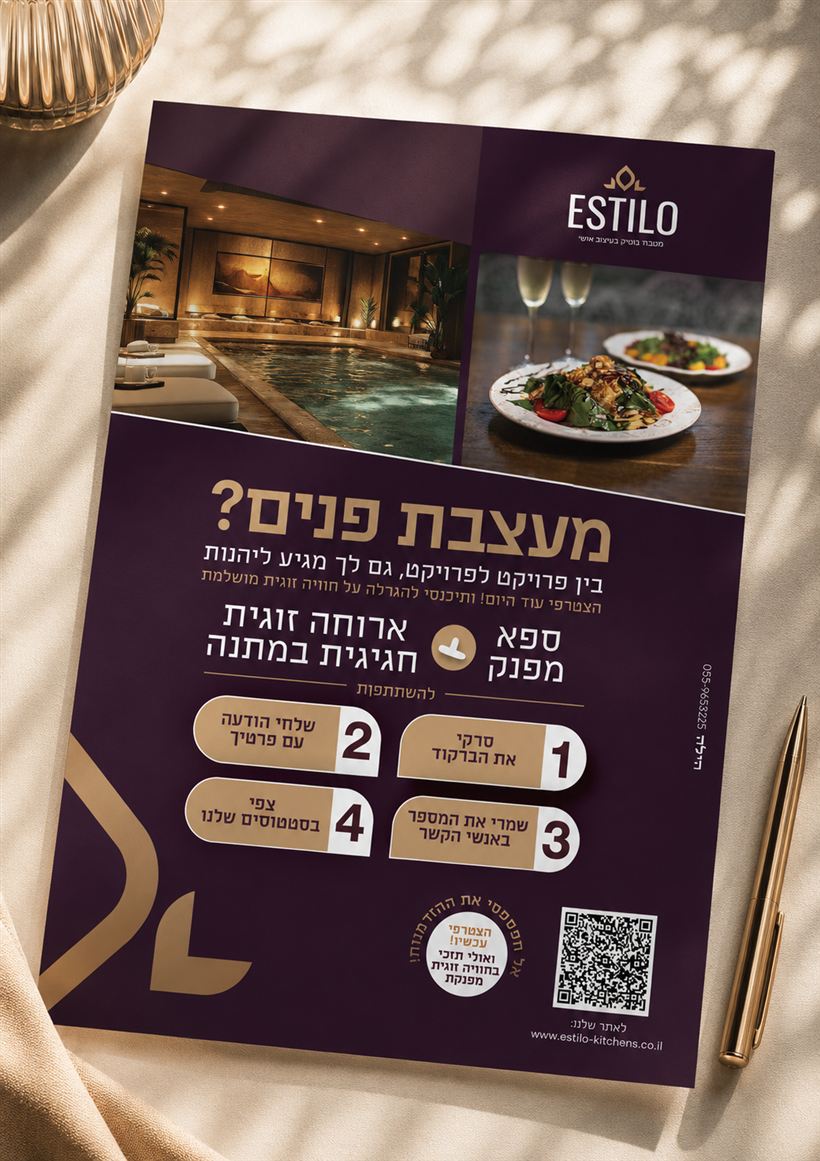 ESTILO
מטבחי בוטיק בעיצוב אישי
מעצבת פנים?
בין פרויקט לפרויקט, גם לך מגיע ליהנות
הצטרפי עוד היום! ותיכנסי להגרלה על חוויה זוגית מושלמת
ספא
מפנק
ארוחה זוגית
חגיגית במתנה
להשתתפות
1
סרקי
את הברקוד
2
שלחי הודעה
עם פרטיך
3
שמרי את המספר
באנשי הקשר
4
צפי
בסטטוסים שלנו
055-9653225 הילה
אל תפספסי את ההזדמנות!
הצטרפי
עכשיו!
ואולי תזכי
בחוויה זוגית
מפנקת
לאתר שלנו:
www.estilo-kitchens.co.il